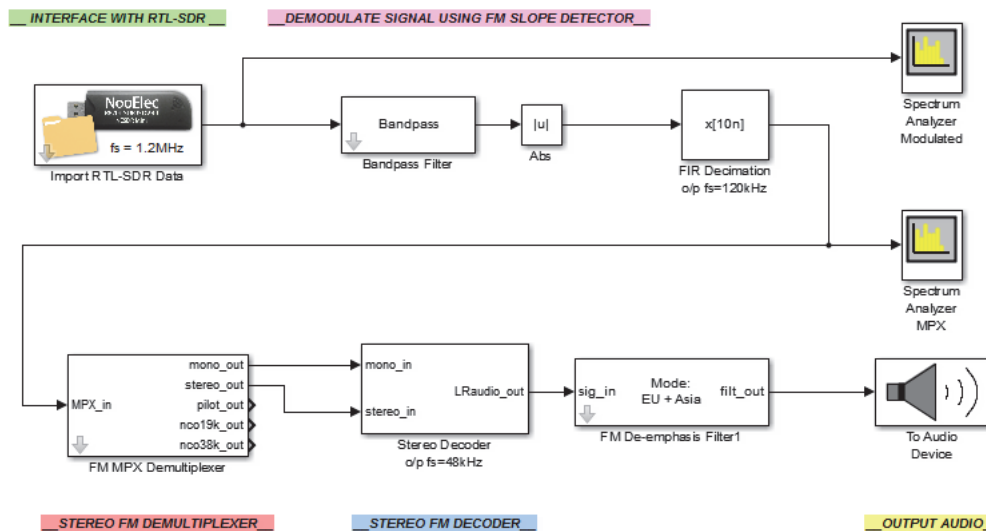 __INTERFACE WITH RTL-SDR__
__DEMODULATE SIGNAL USING FM SLOPE DETECTOR__
NooElec
fs = 1.2MHz
Import RTL-SDR Data
Bandpass
Bandpass Filter
|u|
Abs
x[10n]
FIR Decimation
o/p fs=120kHz
Spectrum
Analyzer
Modulated
Spectrum
Analyzer
MPX
MPX_in
mono_out
stereo_out
pilot_out
nco19k_out
nco38k_out
FM MPX Demultiplexer
mono_in
stereo_in
LRaudio_out
Stereo Decoder
o/p fs=48kHz
sig_in
Mode:
EU + Asia
filt_out
FM De-emphasis Filter1
To Audio
Device
__STEREO FM DEMULTIPLEXER__
__STEREO FM DECODER__
__OUTPUT AUDIO__